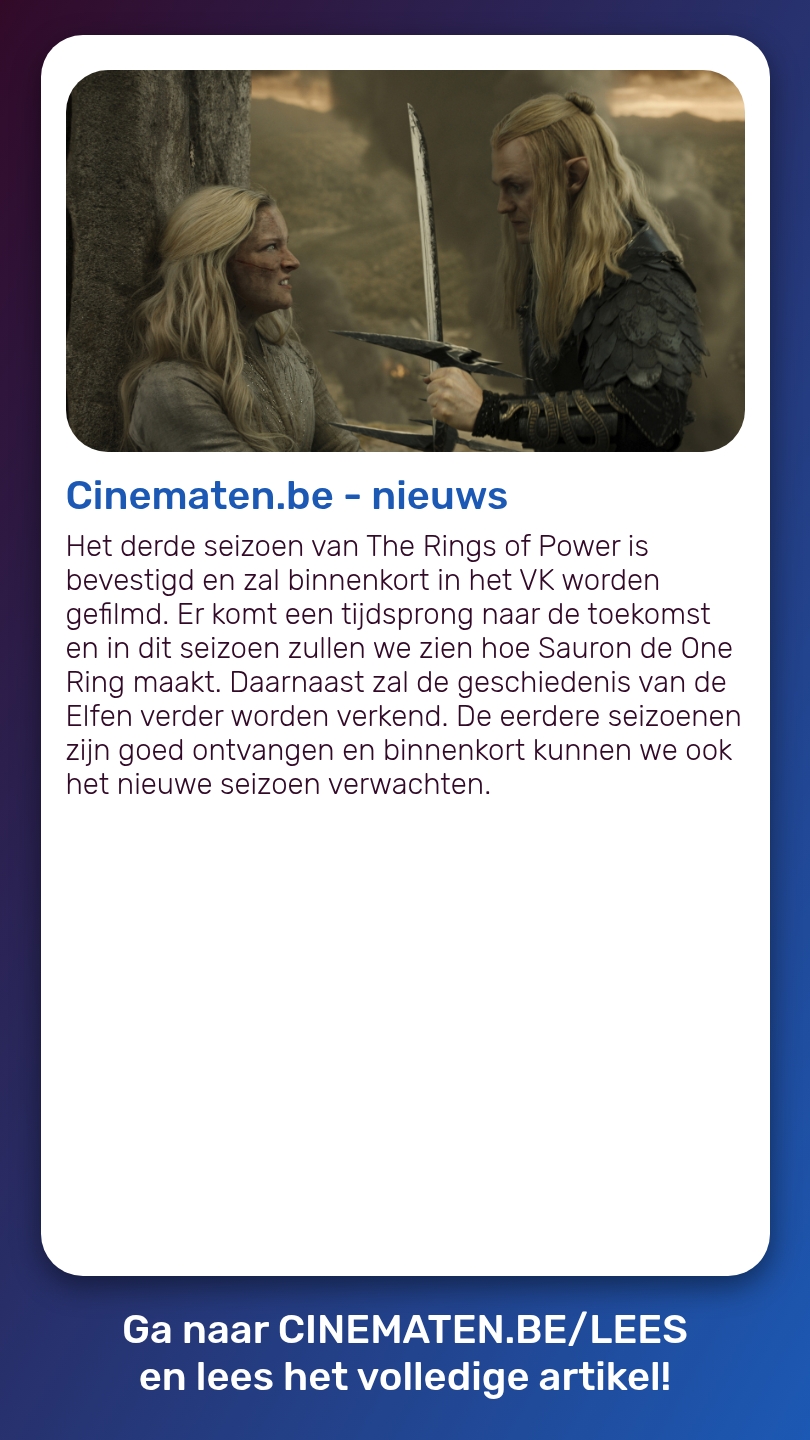 Cinematen.be - nieuws
Het derde seizoen van The Rings of Power is
bevestigd en zal binnenkort in het VK worden
gefilmd. Er komt een tijdsprong naar de toekomst
en in dit seizoen zullen we zien hoe Sauron de One
Ring maakt. Daarnaast zal de geschiedenis van de
Elfen verder worden verkend. De eerdere seizoenen
zijn goed ontvangen en binnenkort kunnen we ook
het nieuwe seizoen verwachten.
Ga naar CINEMATEN.BE/LEES
en lees het volledige artikel!